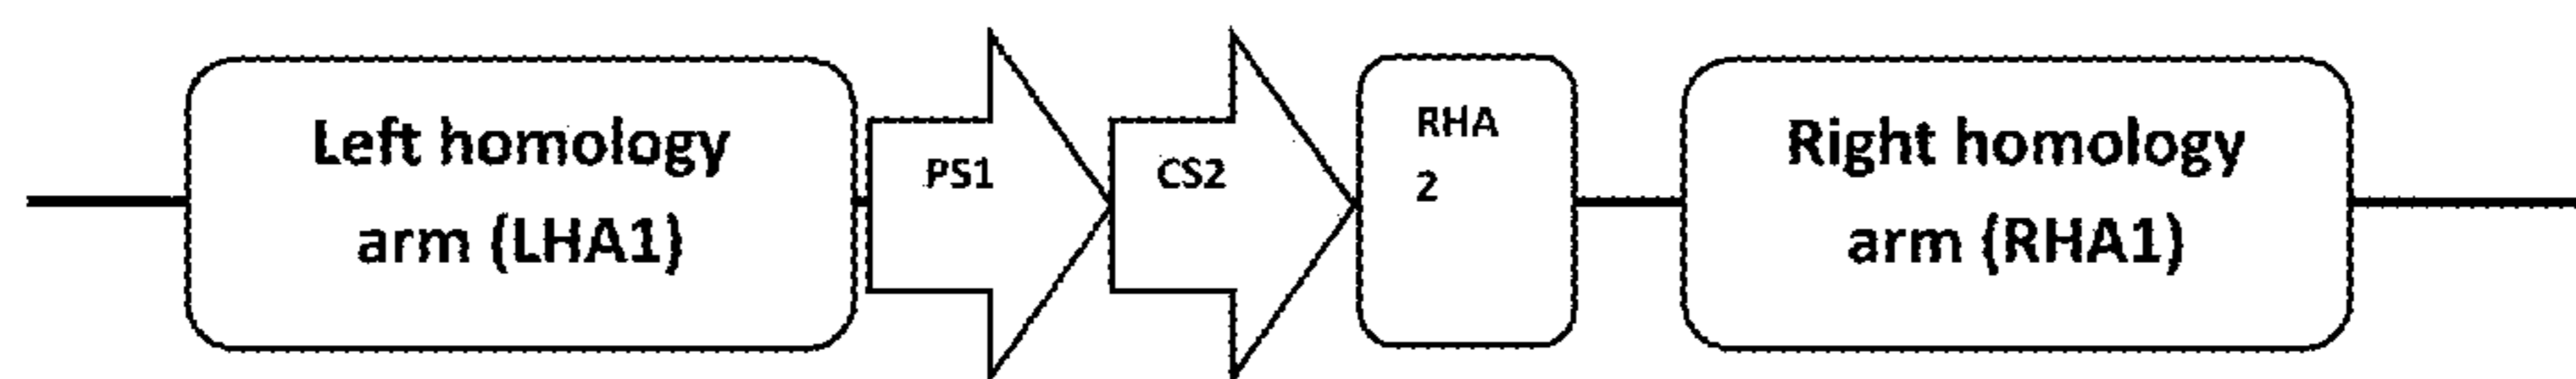 Left homology
arm (LHA1)
PS1
CS2
RHA
2
Right homology
arm (RHA1)